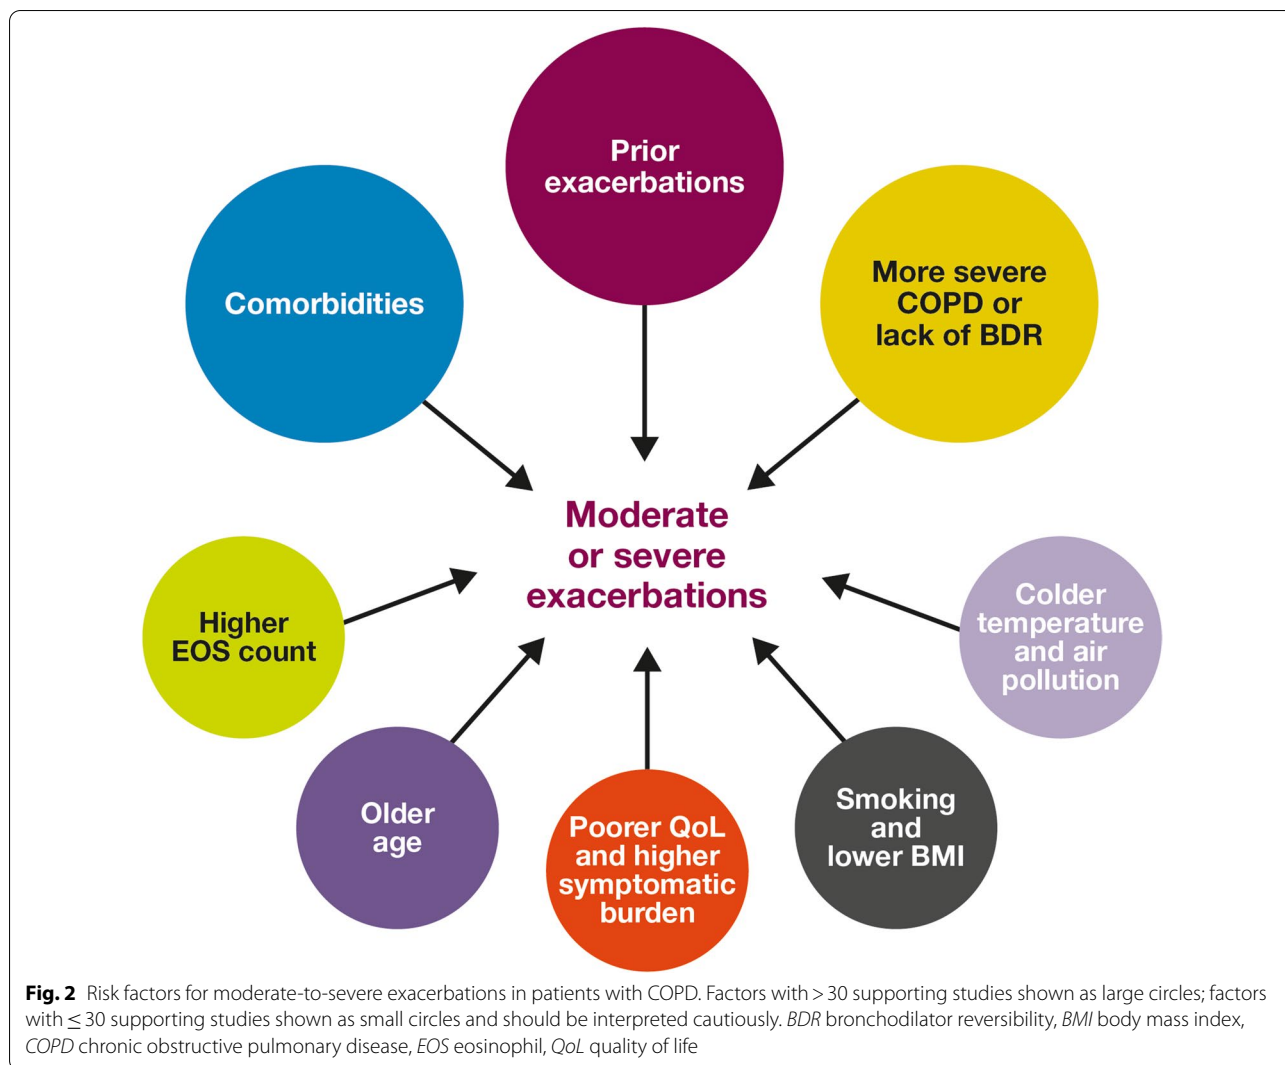 Prior
exacerbations
Comorbidities
More severe
COPD or
lack of BDR
Moderate
or severe
exacerbations
Higher
EOS count
Colder
temperature
and air
pollution
Older
age
Poorer QoL
and higher
symptomatic
burden
Smoking
and
lower BMI
Fig. 2 Risk factors for moderate-to-severe exacerbations in patients with COPD. Factors with > 30 supporting studies shown as large circles; factors
with ≤ 30 supporting studies shown as small circles and should be interpreted cautiously. BDR bronchodilator reversibility, BMI body mass index,
COPD chronic obstructive pulmonary disease, EOS eosinophil, QoL quality of life